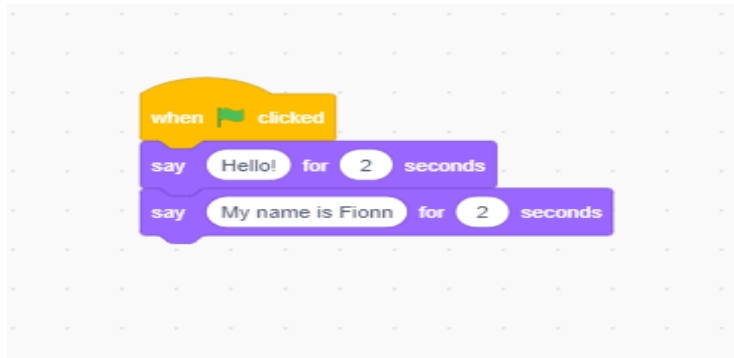 when clicked
say Hello! for 2 seconds
say My name is Fionn for 2 seconds